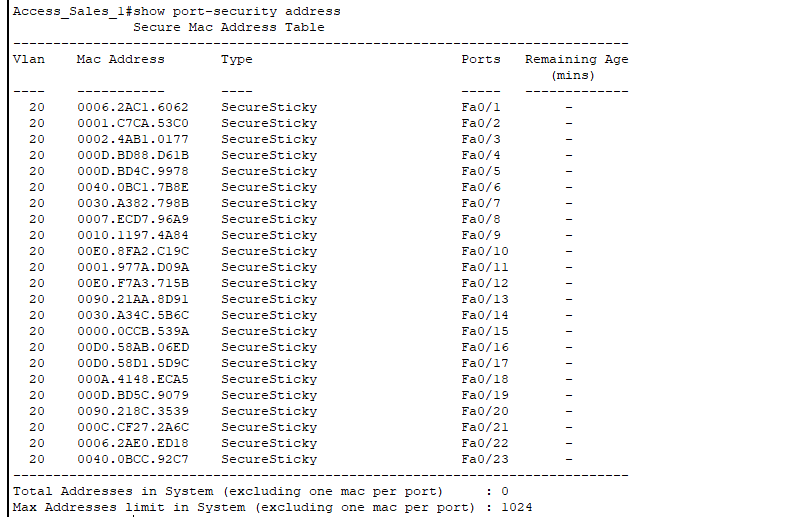 Access_Sales_1#show port-security address
Secure Mac Address Table
-----------------------------------------------------------------------------
Vlan    Mac Address       Type                          Ports   Remaining Age
                                                                   (mins)
----    -----------       ----                          -----   -------------
20    0006.2AC1.6062    SecureSticky                  Fa0/1        -
20    0001.C7CA.53C0    SecureSticky                  Fa0/2        -
20    0002.4AB1.0177    SecureSticky                  Fa0/3        -
20    000D.BD88.D61B    SecureSticky                  Fa0/4        -
20    000D.BD4C.9978    SecureSticky                  Fa0/5        -
20    0040.0BC1.7B8E    SecureSticky                  Fa0/6        -
20    0030.A382.798B    SecureSticky                  Fa0/7        -
20    0007.ECD7.96A9    SecureSticky                  Fa0/8        -
20    0010.1197.4A84    SecureSticky                  Fa0/9        -
20    00E0.8FA2.C19C    SecureSticky                  Fa0/10       -
20    0001.977A.D09A    SecureSticky                  Fa0/11       -
20    00E0.F7A3.715B    SecureSticky                  Fa0/12       -
20    0090.21AA.8D91    SecureSticky                  Fa0/13       -
20    0030.A34C.5B6C    SecureSticky                  Fa0/14       -
20    0000.0CCB.539A    SecureSticky                  Fa0/15       -
20    00D0.58AB.06ED    SecureSticky                  Fa0/16       -
20    00D0.58D1.5D9C    SecureSticky                  Fa0/17       -
20    000A.4148.ECA5    SecureSticky                  Fa0/18       -
20    000D.BD5C.9079    SecureSticky                  Fa0/19       -
20    0090.218C.3539    SecureSticky                  Fa0/20       -
20    000C.CF27.2A6C    SecureSticky                  Fa0/21       -
20    0006.2AE0.ED18    SecureSticky                  Fa0/22       -
20    0040.0BCC.92C7    SecureSticky                  Fa0/23       -
-----------------------------------------------------------------------------
Total Addresses in System (excluding one mac per port)     : 0
Max Addresses limit in System (excluding one mac per port) : 1024